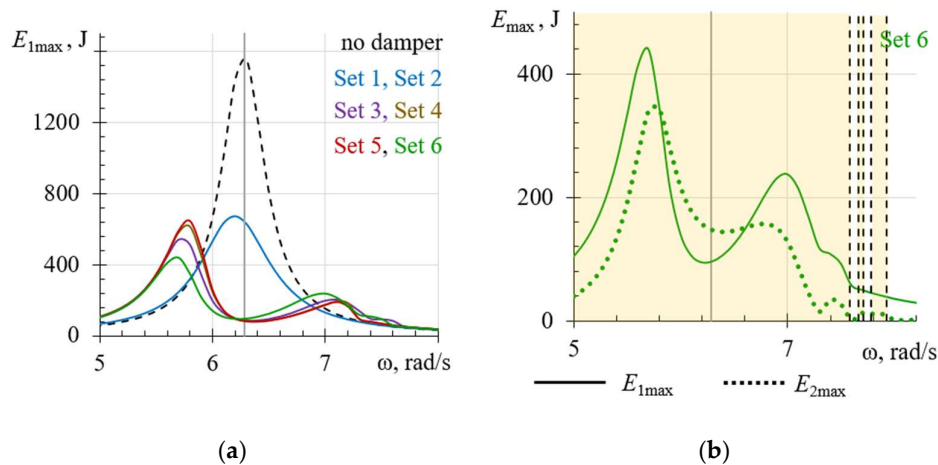 E1max , J
no damper
Set 1, Set 2
Set 3, Set 4
Set 5, Set 6
1200
800
400
0
5 6 7
ω, rad/s
(a)
Emax , J
Set 6
400
200
0
5 7
ω, rad/s
E1max E2max
(b)